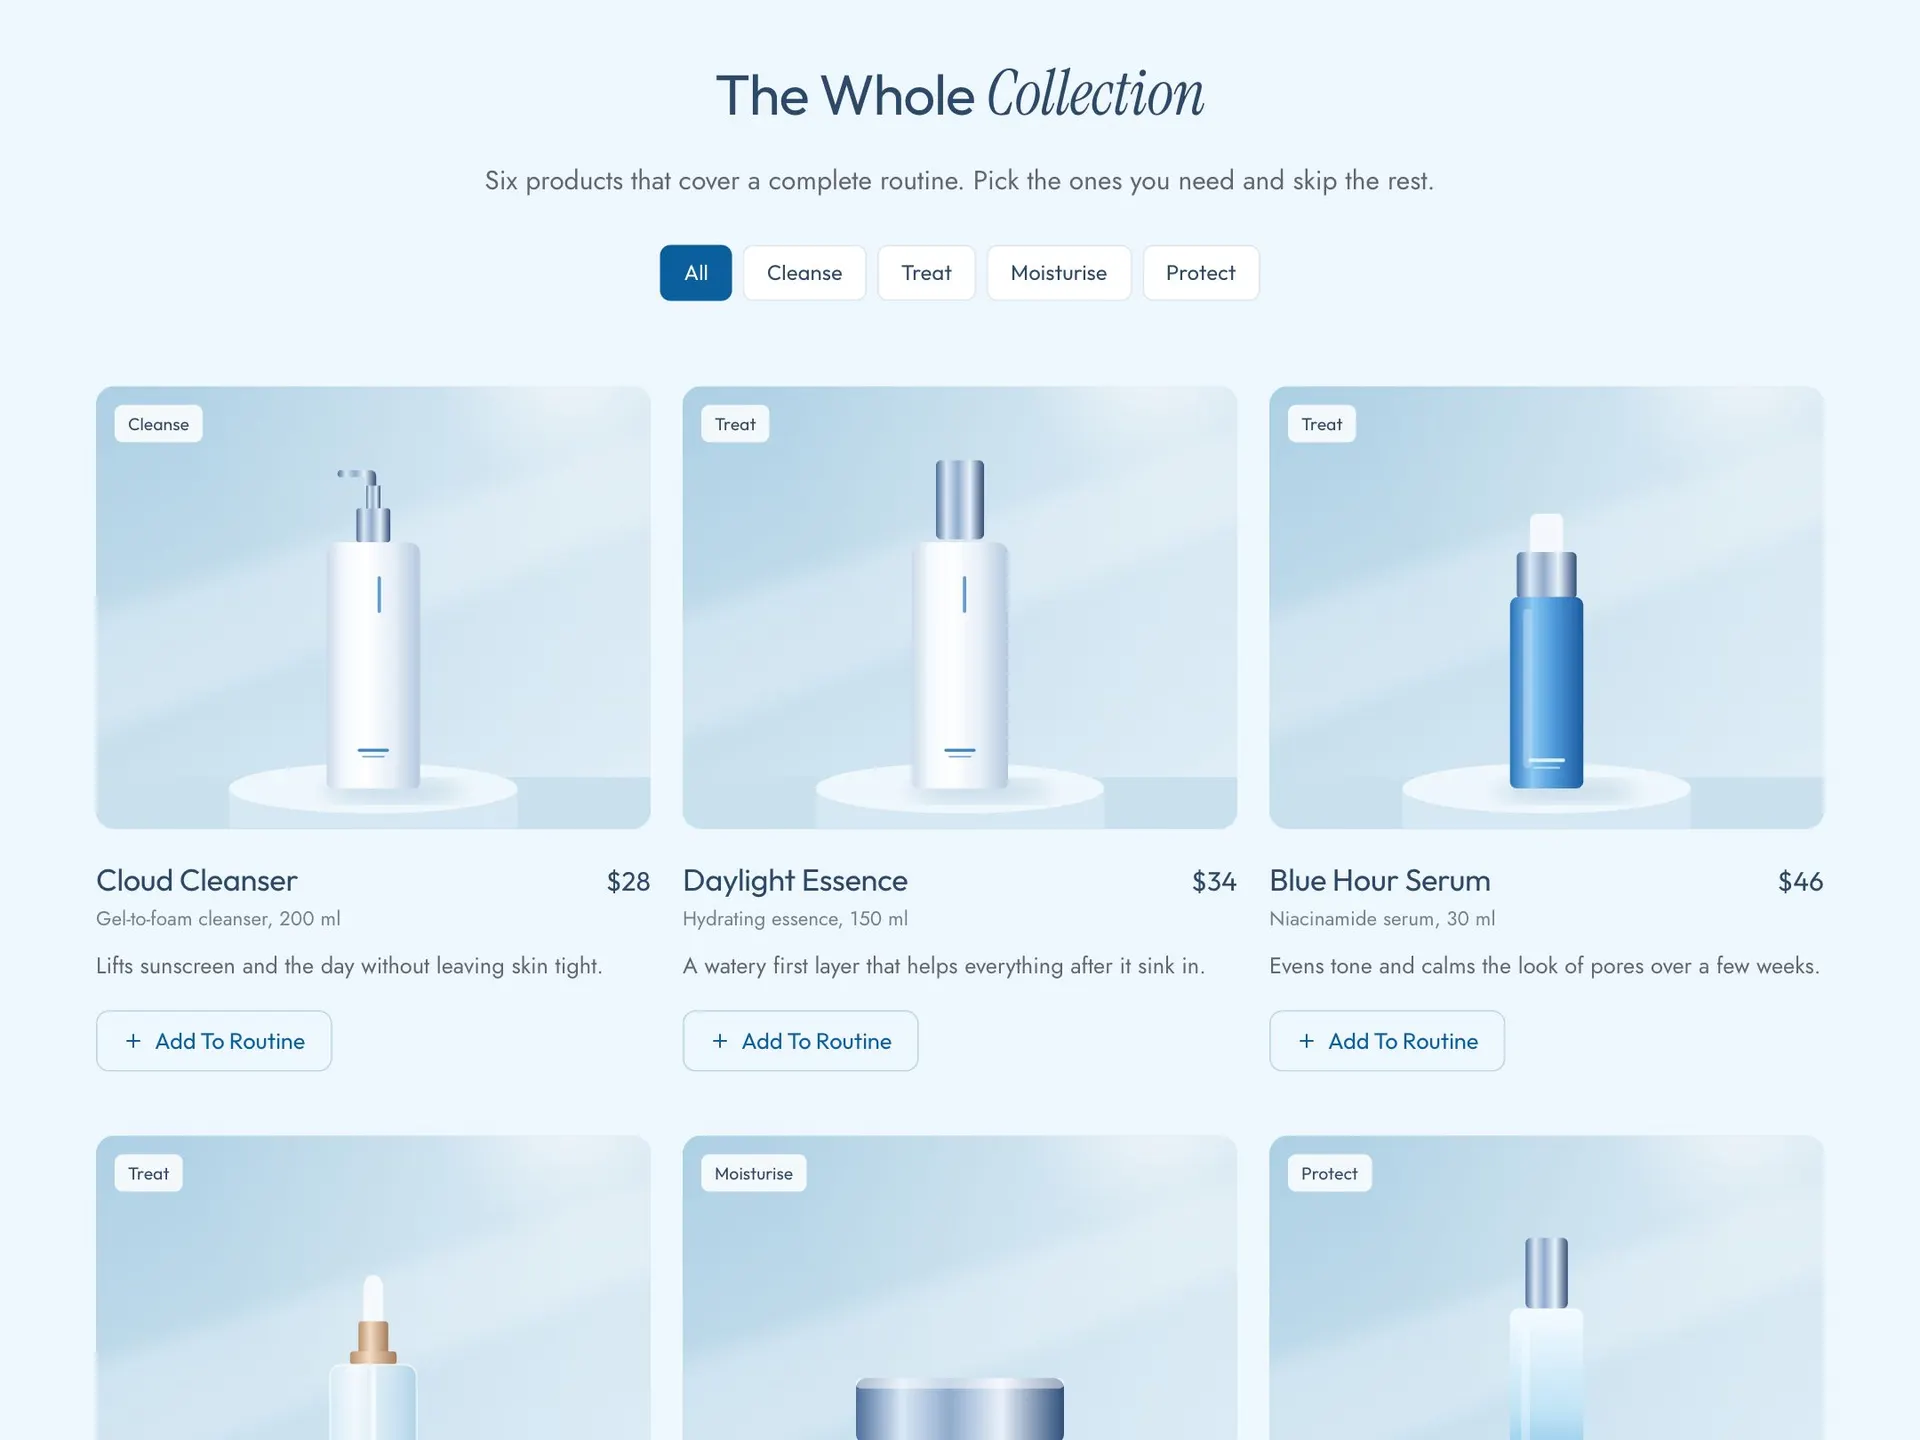 The Whole Collection
Six products that cover a complete routine. Pick the ones you need and skip the rest.
All
Cleanse
Treat
Moisturise
Protect
Cleanse
Treat
Treat
Cloud Cleanser
$28
Gel-to-foam cleanser, 200 ml
Lifts sunscreen and the day without leaving skin tight.
+ Add To Routine
Daylight Essence
$34
Hydrating essence, 150 ml
A watery first layer that helps everything after it sink in.
+ Add To Routine
Blue Hour Serum
$46
Niacinamide serum, 30 ml
Evens tone and calms the look of pores over a few weeks.
+ Add To Routine
Treat
Moisturise
Protect